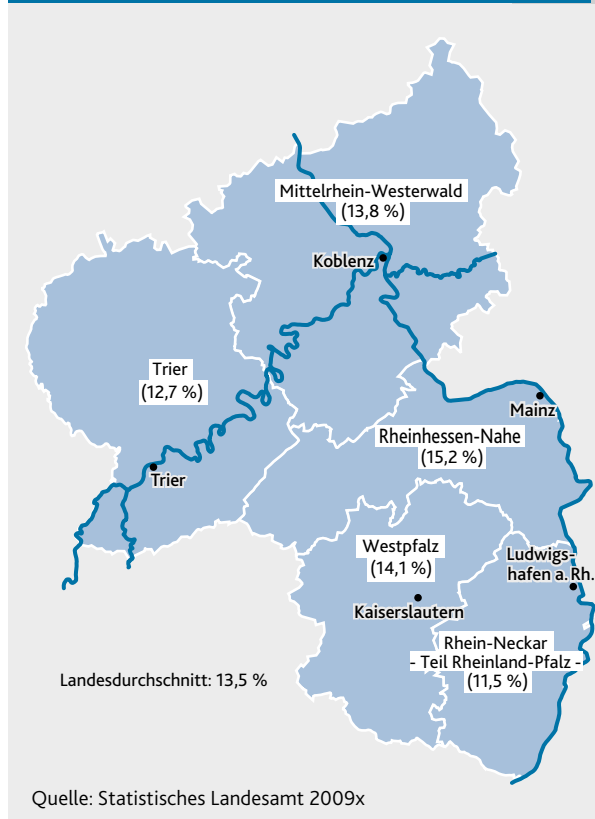 Mittelrhein-Westerwald
(13,8 %)
Koblenz
Trier
(12,7 %)
Mainz
Rheinhessen-Nahe
(15,2 %)
Trier
Westpfalz
(14,1 %)
Ludwigs-
hafen a. Rh.
Kaiserslautern
Rhein-Neckar
- Teil Rheinland-Pfalz -
(11,5 %)
Landesdurchschnitt: 13,5 %
Quelle: Statistisches Landesamt 2009x